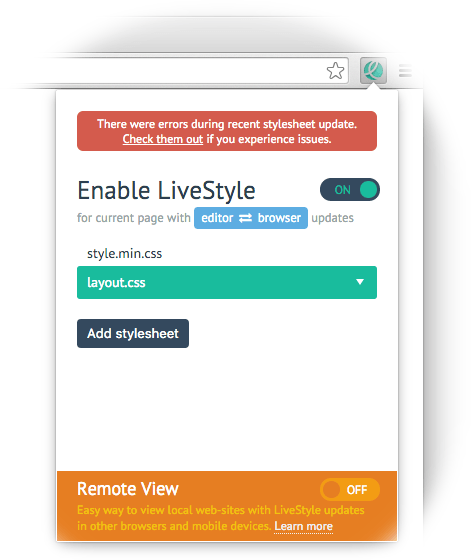 There were errors during recent stylesheet update.
Check them out if you experience issues.
Enable LiveStyle
ON
for current page with editor ⇄ browser updates
style.min.css
layout.css
Add stylesheet
Remote View
OFF
Easy way to view local web-sites with LiveStyle updates
in other browsers and mobile devices. Learn more